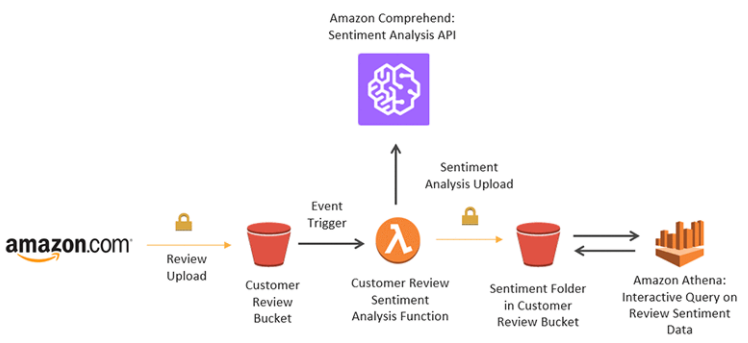 Amazon Comprehend:
Sentiment Analysis API
Sentiment
Analysis Upload
Event
Trigger
amazon.com
Review
Upload
Customer
Review
Bucket
Customer Review
Sentiment
Analysis Function
Sentiment Folder
in Customer
Review Bucket
Amazon Athena:
Interactive Query on
Review Sentiment
Data